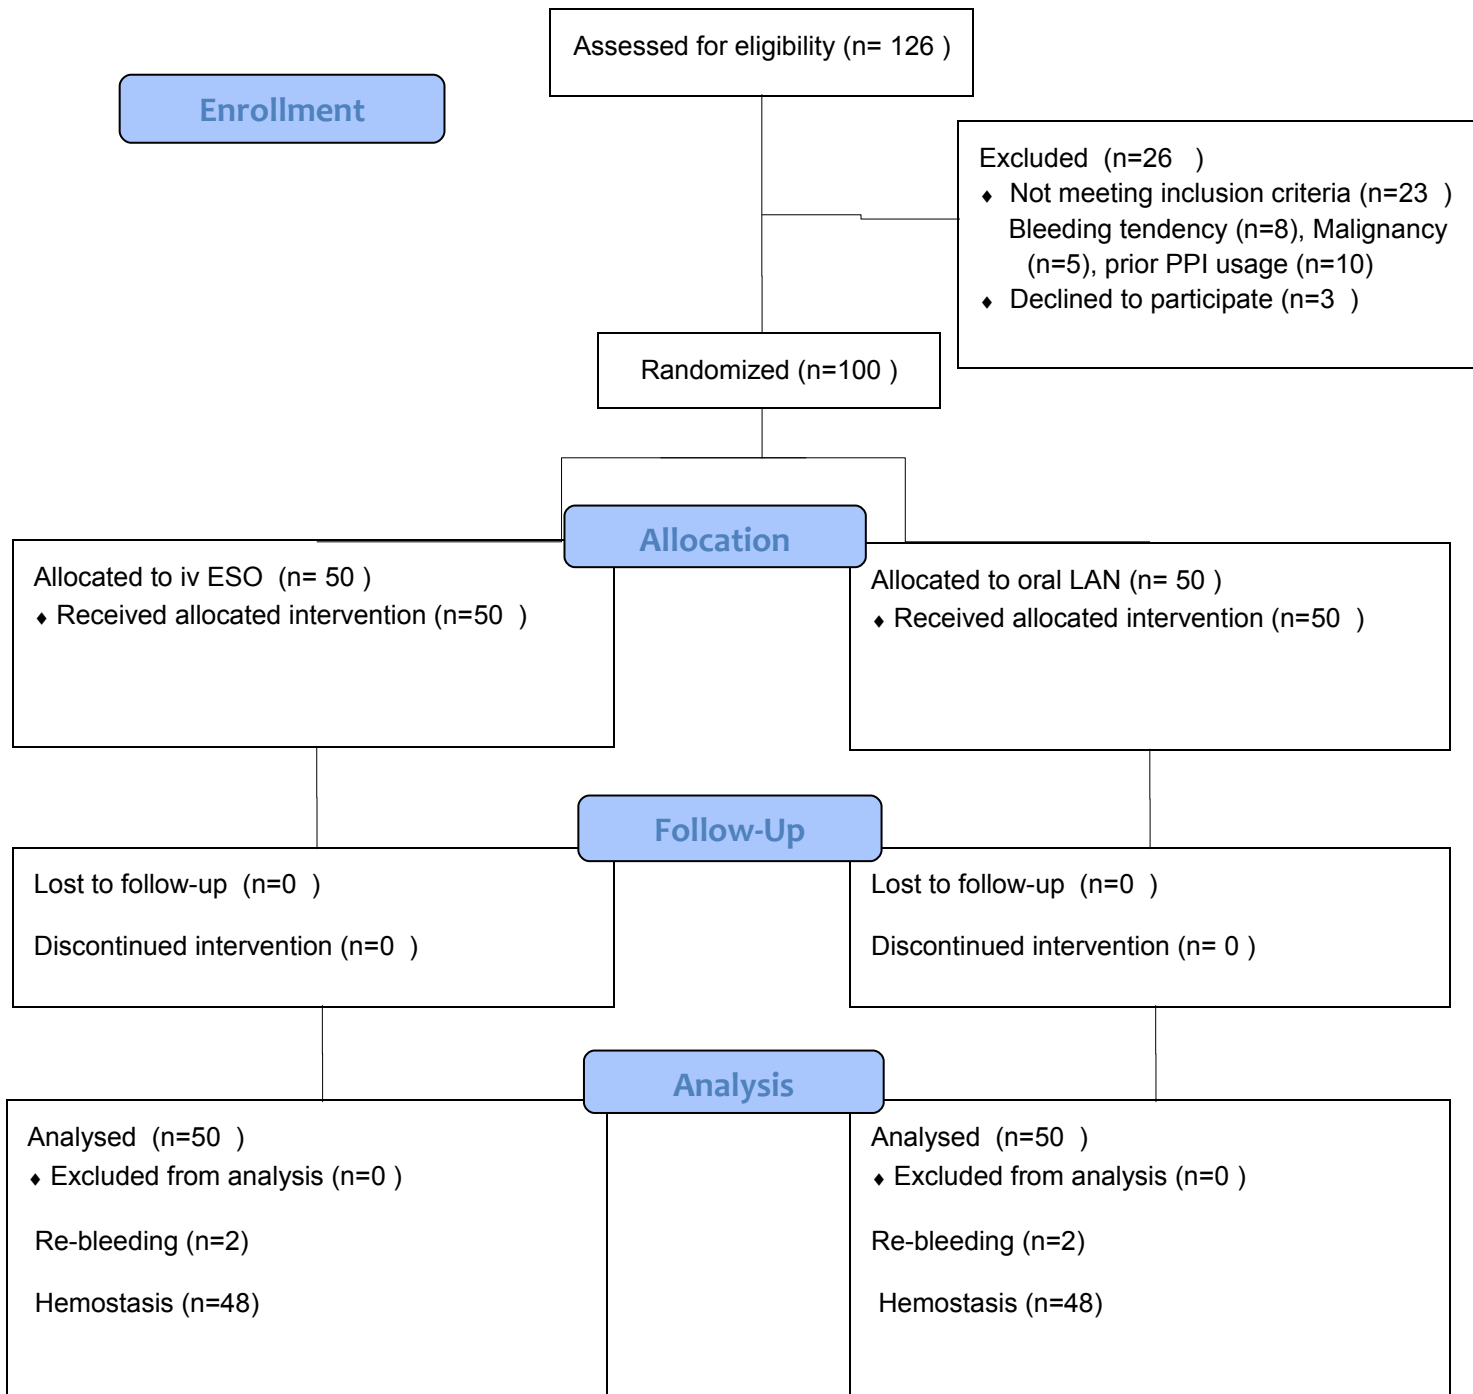 Assessed for eligibility (n= 126 )
Enrollment
Excluded (n=26 )
♦ Not meeting inclusion criteria (n=23 )
Bleeding tendency (n=8), Malignancy
(n=5), prior PPI usage (n=10)
♦ Declined to participate (n=3 )
Randomized (n=100 )
Allocation
Allocated to iv ESO (n= 50 )
♦ Received allocated intervention (n=50 )
Allocated to oral LAN (n= 50 )
♦ Received allocated intervention (n=50 )
Follow-Up
Lost to follow-up (n=0 )
Discontinued intervention (n=0 )
Lost to follow-up (n=0 )
Discontinued intervention (n= 0 )
Analysis
Analysed (n=50 )
♦ Excluded from analysis (n=0 )
Re-bleeding (n=2)
Hemostasis (n=48)
Analysed (n=50 )
♦ Excluded from analysis (n=0 )
Re-bleeding (n=2)
Hemostasis (n=48)